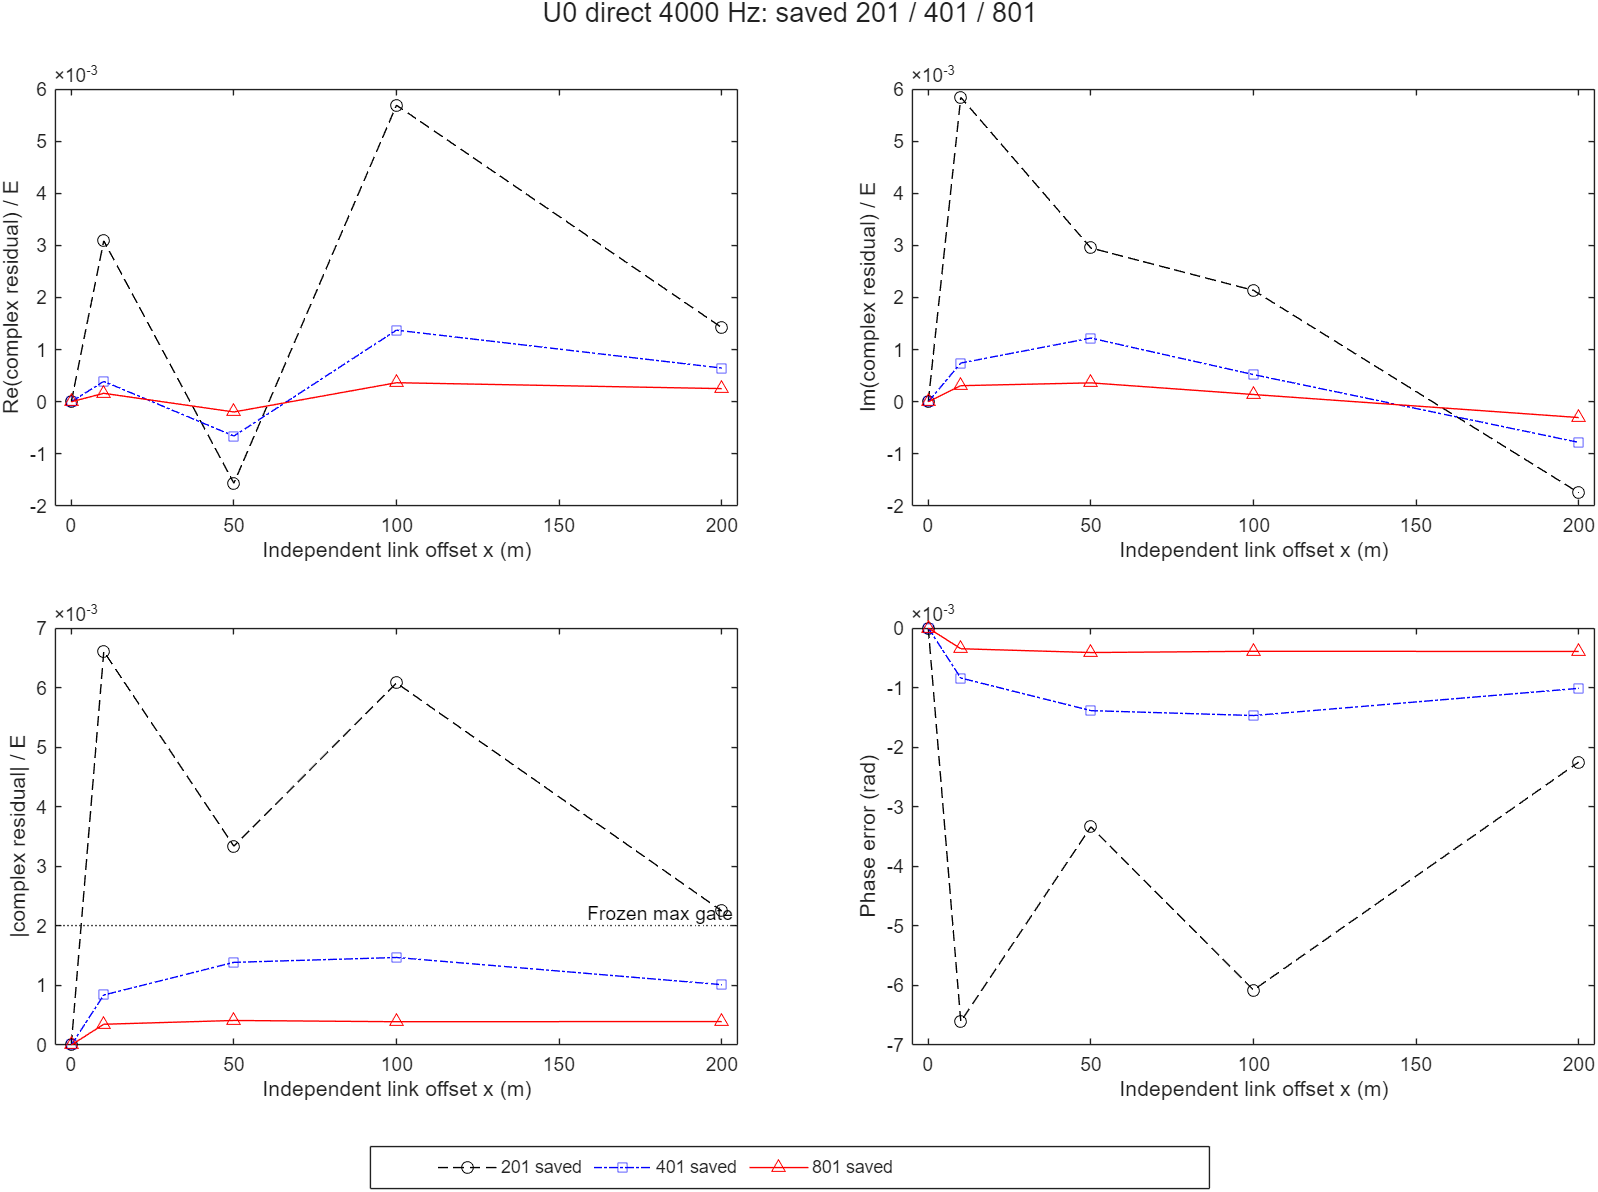 U0 direct 4000 Hz: saved 201 / 401 / 801
×10-3
6
5
4
3
2
1
0
-1
-2
Re(complex residual) / E
0 50 100 150 200
Independent link offset x (m)
×10-3
6
5
4
3
2
1
0
-1
-2
Im(complex residual) / E
0 50 100 150 200
Independent link offset x (m)
×10-3
7
6
5
4
3
2
1
0
|complex residual| / E
Frozen max gate
0 50 100 150 200
Independent link offset x (m)
×10-3
0
-1
-2
-3
-4
-5
-6
-7
Phase error (rad)
0 50 100 150 200
Independent link offset x (m)
201 saved 401 saved 801 saved